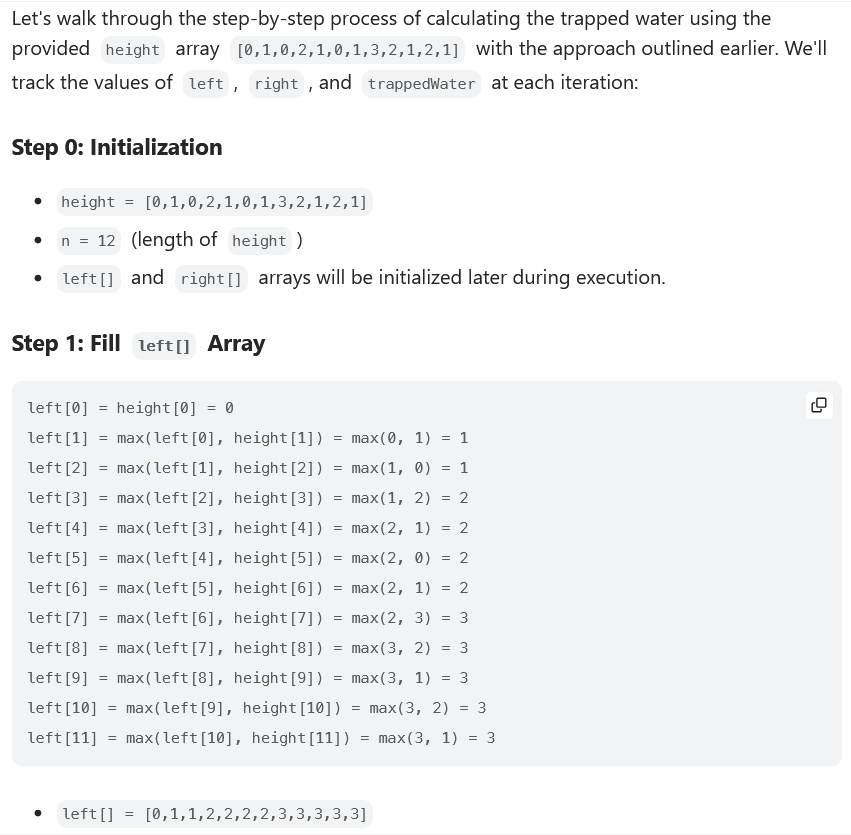 Let's walk through the step-by-step process of calculating the trapped water using the
provided height array [0,1,0,2,1,0,1,3,2,1,2,1] with the approach outlined earlier. We'll
track the values of left, right, and trappedWater at each iteration:
Step 0: Initialization
• height = [0,1,0,2,1,0,1,3,2,1,2,1]
• n = 12 (length of height)
• left[] and right[] arrays will be initialized later during execution.
Step 1: Fill left[] Array
left[0] = height[0] = 0
left[1] = max(left[0], height[1]) = max(0, 1) = 1
left[2] = max(left[1], height[2]) = max(1, 0) = 1
left[3] = max(left[2], height[3]) = max(1, 2) = 2
left[4] = max(left[3], height[4]) = max(2, 1) = 2
left[5] = max(left[4], height[5]) = max(2, 0) = 2
left[6] = max(left[5], height[6]) = max(2, 1) = 2
left[7] = max(left[6], height[7]) = max(2, 3) = 3
left[8] = max(left[7], height[8]) = max(3, 2) = 3
left[9] = max(left[8], height[9]) = max(3, 1) = 3
left[10] = max(left[9], height[10]) = max(3, 2) = 3
left[11] = max(left[10], height[11]) = max(3, 1) = 3
• left[] = [0,1,1,2,2,2,2,3,3,3,3,3]